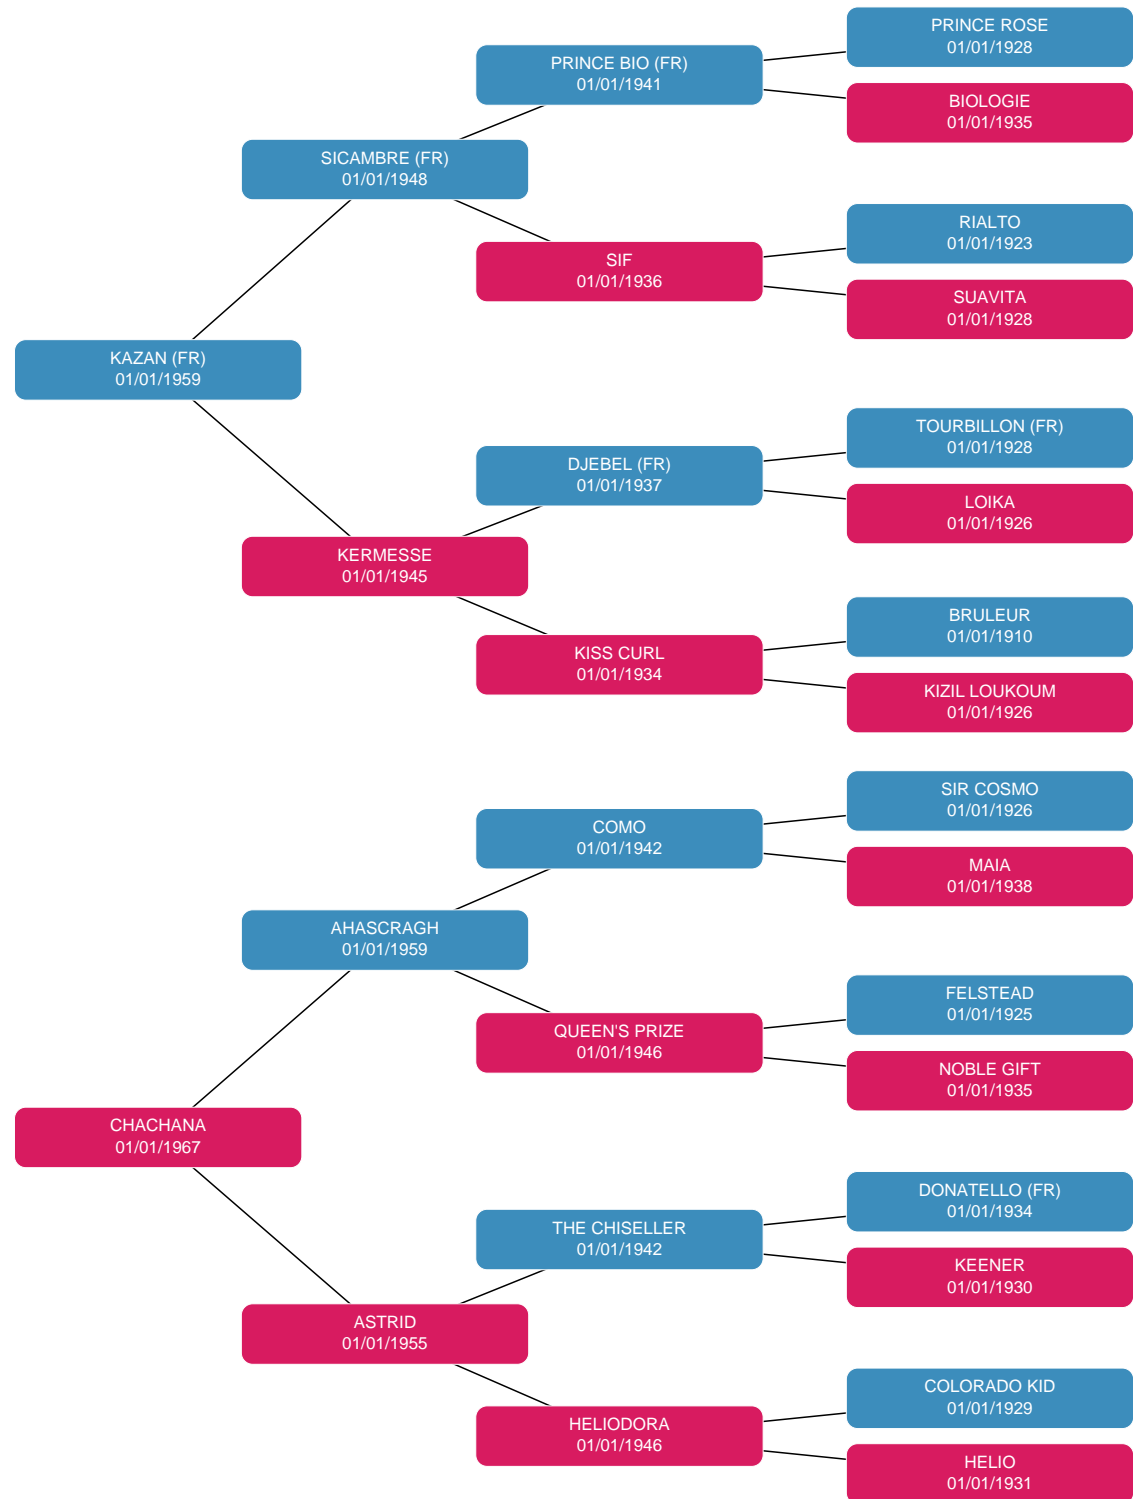 PRINCE ROSE
01/01/1928
PRINCE BIO (FR)
01/01/1941
BIOLOGIE
01/01/1935
SICAMBRE (FR)
01/01/1948
RIALTO
01/01/1923
SIF
01/01/1936
SUAVITA
01/01/1928
KAZAN (FR)
01/01/1959
TOURBILLON (FR)
01/01/1928
DJEBEL (FR)
01/01/1937
LOIKA
01/01/1926
KERMESSE
01/01/1945
BRULEUR
01/01/1910
KISS CURL
01/01/1934
KIZIL LOUKOUM
01/01/1926
SIR COSMO
01/01/1926
COMO
01/01/1942
MAIA
01/01/1938
AHASCRAGH
01/01/1959
FELSTEAD
01/01/1925
QUEEN'S PRIZE
01/01/1946
NOBLE GIFT
01/01/1935
CHACHANA
01/01/1967
DONATELLO (FR)
01/01/1934
THE CHISELLER
01/01/1942
KEENER
01/01/1930
ASTRID
01/01/1955
COLORADO KID
01/01/1929
HELIODORA
01/01/1946
HELIO
01/01/1931